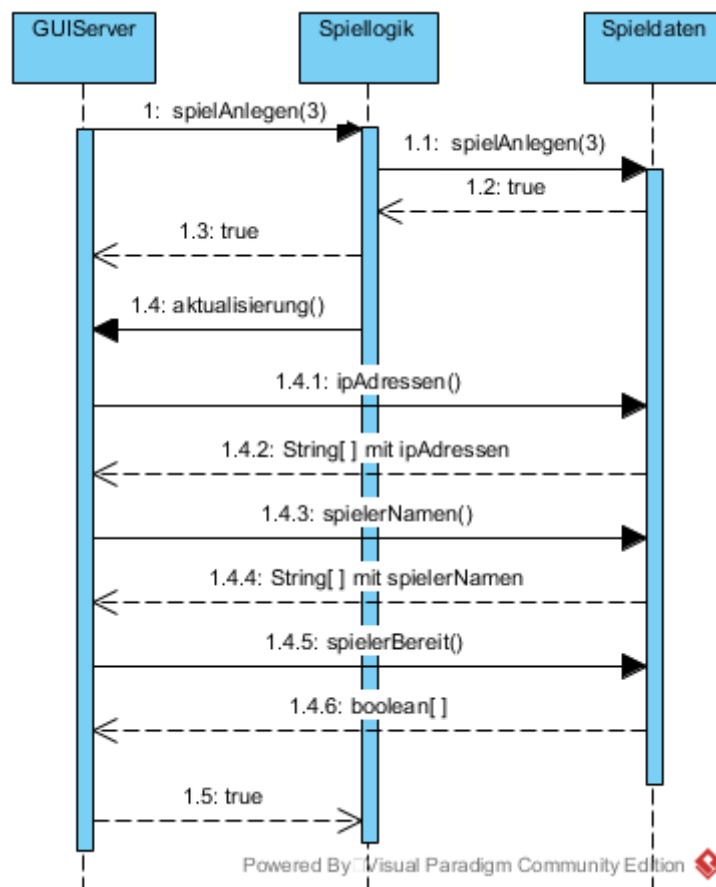 GUIServer
Spiellogik
Spieldaten
1: spielAnlegen(3)
1.1: spielAnlegen(3)
1.2: true
1.3: true
1.4: aktualisierung()
1.4.1: ipAdressen()
1.4.2: String[ ] mit ipAdressen
1.4.3: spielerNamen()
1.4.4: String[ ] mit spielerNamen
1.4.5: spielerBereit()
1.4.6: boolean[ ]
1.5: true
Powered By Visual Paradigm Community Edition